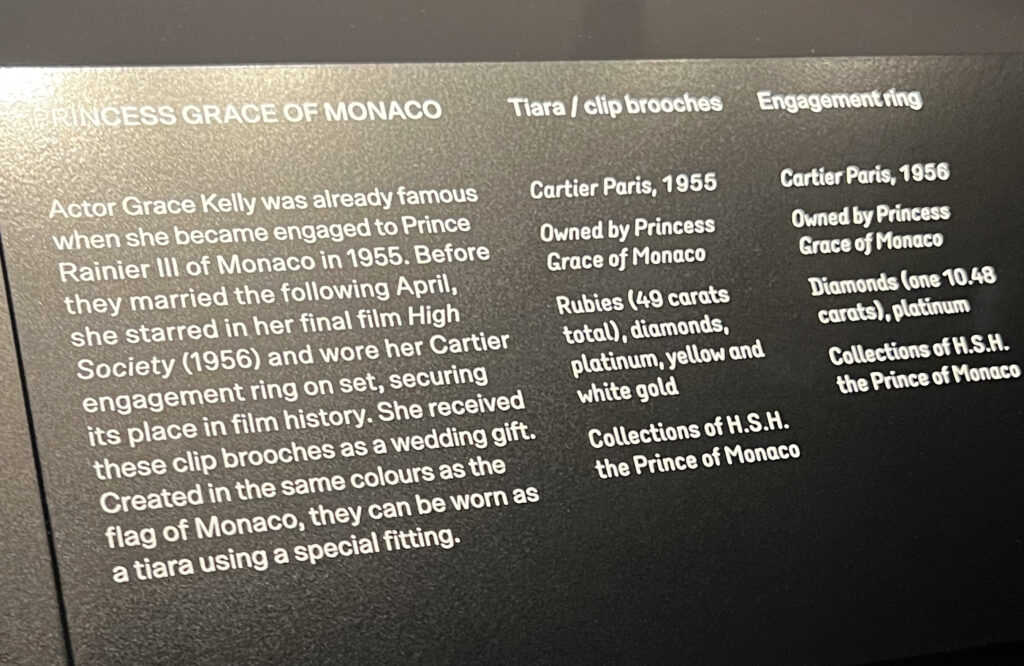 PRINCESS GRACE OF MONACO
Actor Grace Kelly was already famous
when she became engaged to Prince
Rainier III of Monaco in 1955. Before
they married the following April,
she starred in her final film High
Society (1956) and wore her Cartier
engagement ring on set, securing
its place in film history. She received
these clip brooches as a wedding gift.
Created in the same colours as the
flag of Monaco, they can be worn as
a tiara using a special fitting.
Tiara / clip brooches
Cartier Paris, 1955
Owned by Princess
Grace of Monaco
Rubies (49 carats
total), diamonds,
platinum, yellow and
white gold
Collections of H.S.H.
the Prince of Monaco
Engagement ring
Cartier Paris, 1956
Owned by Princess
Grace of Monaco
Diamonds (one 10.48
carats), platinum
Collections of H.S.H.
the Prince of Monaco